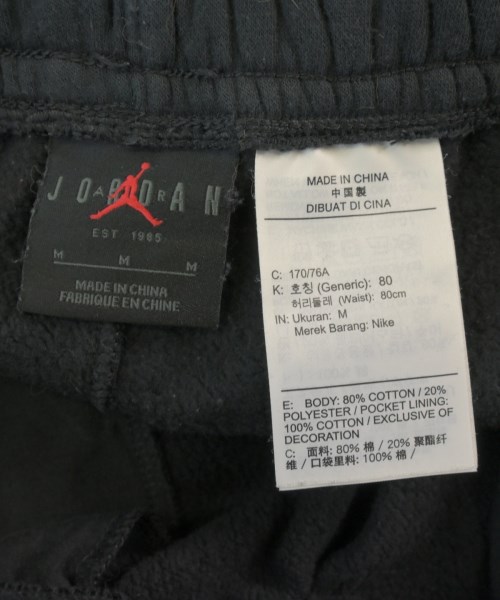 JORDAN
AIR
EST 1985
M M M
MADE IN CHINA
FABRIQUE EN CHINE
MADE IN CHINA
中国製
DIBUAT DI CINA
C: 170/76A
K: 호칭 (Generic): 80
허리둘레 (Waist): 80cm
IN: Ukuran: M
Merek Barang: Nike
E: BODY: 80% COTTON / 20%
POLYESTER / POCKET LINING:
100% COTTON / EXCLUSIVE OF
DECORATION
C: 面料: 80% 棉 / 20% 聚酯纤
维 / 口袋里料: 100% 棉 /